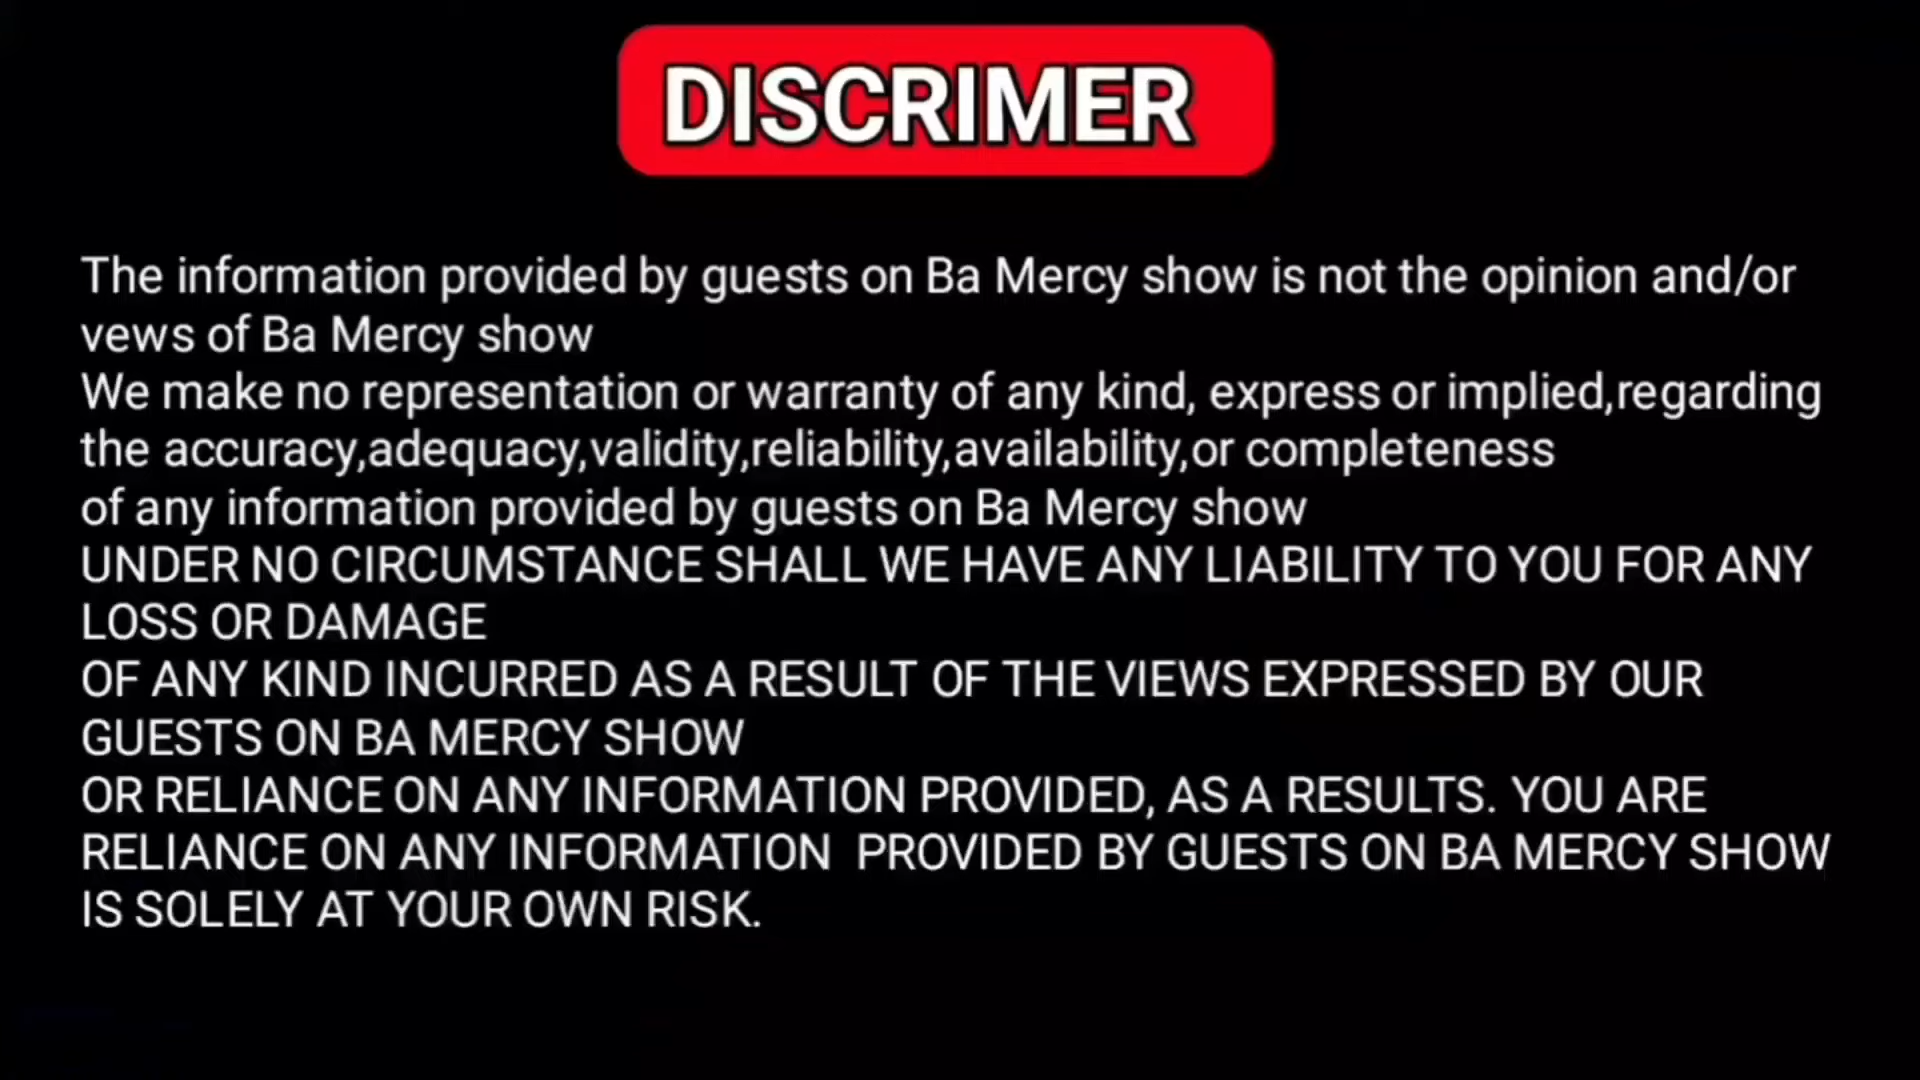 DISCRIMER
The information provided by guests on Ba Mercy show is not the opinion and/or
vews of Ba Mercy show
We make no representation or warranty of any kind, express or implied,regarding
the accuracy,adequacy,validity,reliability,availability,or completeness
of any information provided by guests on Ba Mercy show
UNDER NO CIRCUMSTANCE SHALL WE HAVE ANY LIABILITY TO YOU FOR ANY
LOSS OR DAMAGE
OF ANY KIND INCURRED AS A RESULT OF THE VIEWS EXPRESSED BY OUR
GUESTS ON BA MERCY SHOW
OR RELIANCE ON ANY INFORMATION PROVIDED, AS A RESULTS. YOU ARE
RELIANCE ON ANY INFORMATION  PROVIDED BY GUESTS ON BA MERCY SHOW
IS SOLELY AT YOUR OWN RISK.